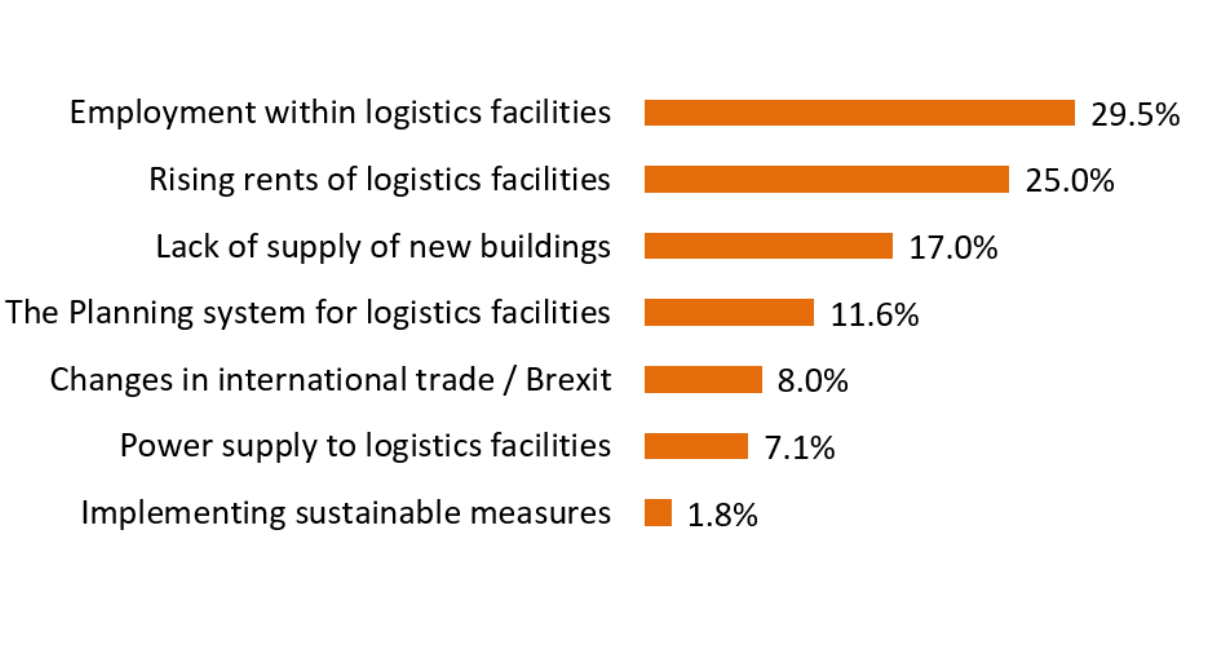 Employment within logistics facilities 29.5%
Rising rents of logistics facilities 25.0%
Lack of supply of new buildings 17.0%
The Planning system for logistics facilities 11.6%
Changes in international trade / Brexit 8.0%
Power supply to logistics facilities 7.1%
Implementing sustainable measures 1.8%